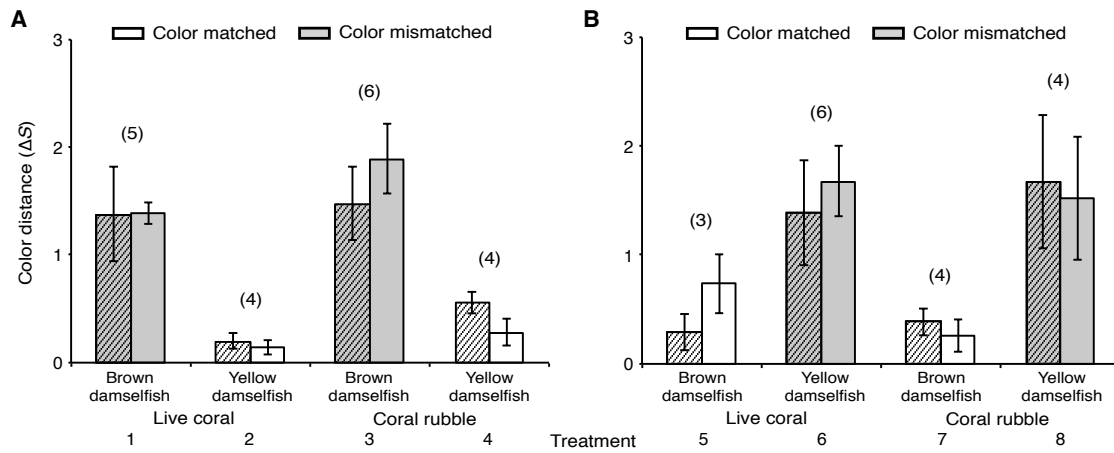 A
Color matched Color mismatched
Color distance (ΔS)
3
2
1
0
(5)
(4)
(6)
(4)
Brown damselfish
Yellow damselfish
Brown damselfish
Yellow damselfish
Live coral
Coral rubble
1 2 3 4
Treatment
B
Color matched Color mismatched
3
2
1
0
(3)
(6)
(4)
(4)
Brown damselfish
Yellow damselfish
Brown damselfish
Yellow damselfish
Live coral
Coral rubble
5 6 7 8